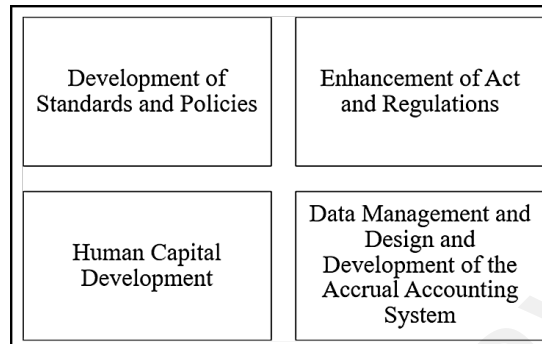 Development of
Standards and Policies
Enhancement of Act
and Regulations
Human Capital
Development
Data Management and
Design and
Development of the
Accrual Accounting
System